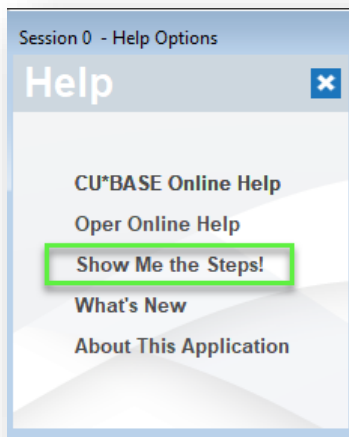 Session 0 - Help Options
Help
CU*BASE Online Help
Oper Online Help
Show Me the Steps!
What's New
About This Application